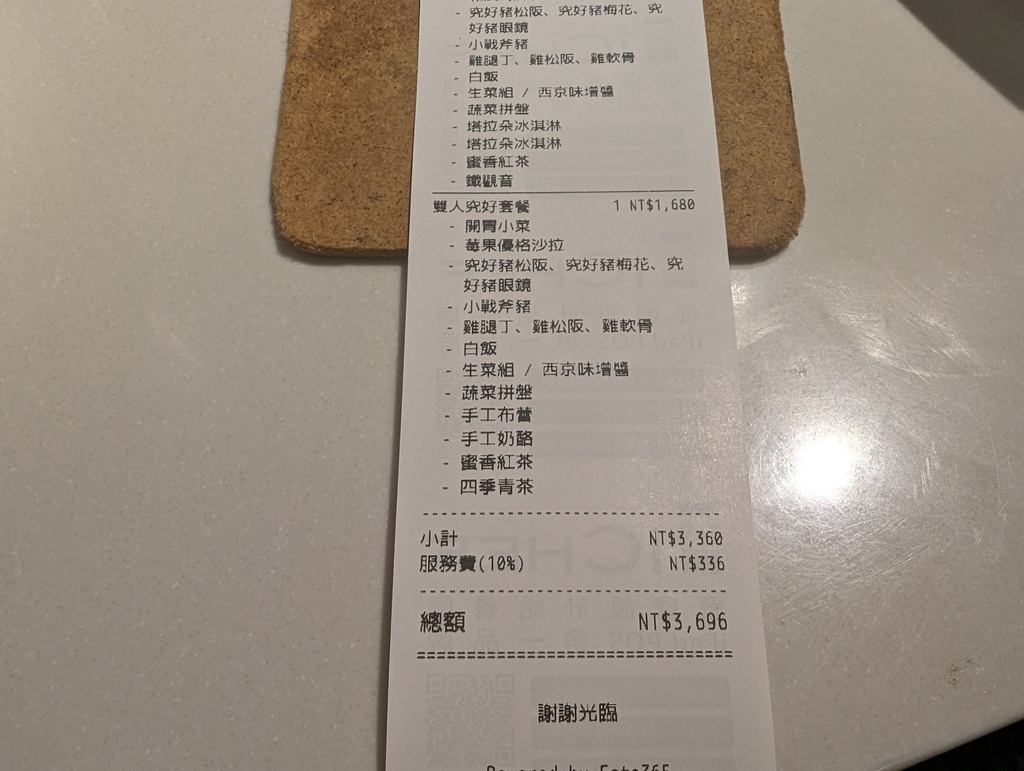 - 究好豬松阪、究好豬梅花、究
好豬眼鏡
- 小戰斧豬
- 雞腿丁、雞松阪、雞軟骨
- 白飯
- 生菜組 / 西京味增醬
- 蔬菜拼盤
- 塔拉朵冰淇淋
- 塔拉朵冰淇淋
- 蜜香紅茶
- 鐵觀音
雙人究好套餐 1 NT$1,680
- 開胃小菜
- 莓果優格沙拉
- 究好豬松阪、究好豬梅花、究
好豬眼鏡
- 小戰斧豬
- 雞腿丁、雞松阪、雞軟骨
- 白飯
- 生菜組 / 西京味增醬
- 蔬菜拼盤
- 手工布蕾
- 手工奶酪
- 蜜香紅茶
- 四季青茶
小計 NT$3,360
服務費(10%) NT$336
總額 NT$3,696
謝謝光臨
Powered by Eats365